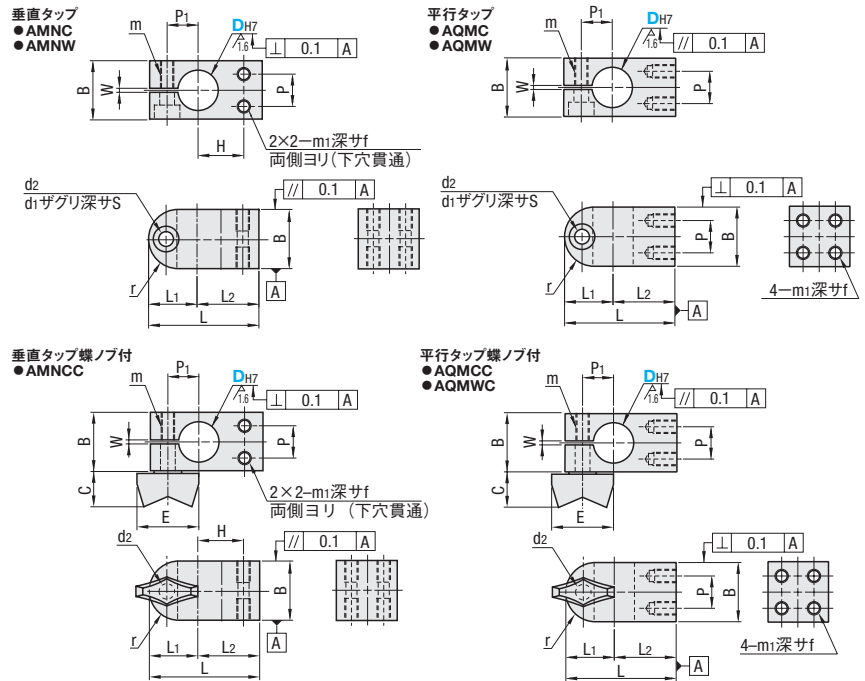 垂直タップ
●AMNC
●AMNW
m
P1
DH7
1.6
⊥ 0.1 A
B
W
P
H
2×2−m1深サf
両側ヨリ(下穴貫通)
d2
d1ザグリ深サS
// 0.1 A
B
r
L1
L2
L
A
平行タップ
●AQMC
●AQMW
m
P1
DH7
1.6
// 0.1 A
B
W
P
d2
d1ザグリ深サS
⊥ 0.1 A
P
B
r
L1
L2
L
A
4−m1深サf
垂直タップ蝶ノブ付
●AMNCC
m
P1
DH7
1.6
⊥ 0.1 A
B
W
P
C
E
2×2−m1深サf
両側ヨリ (下穴貫通)
d2
H
// 0.1 A
B
r
L1
L2
L
A
平行タップ蝶ノブ付
●AQMCC
●AQMWC
m
P1
DH7
1.6
// 0.1 A
B
W
P
C
E
d2
⊥ 0.1 A
P
B
r
L1
L2
L
A
4−m1深サf